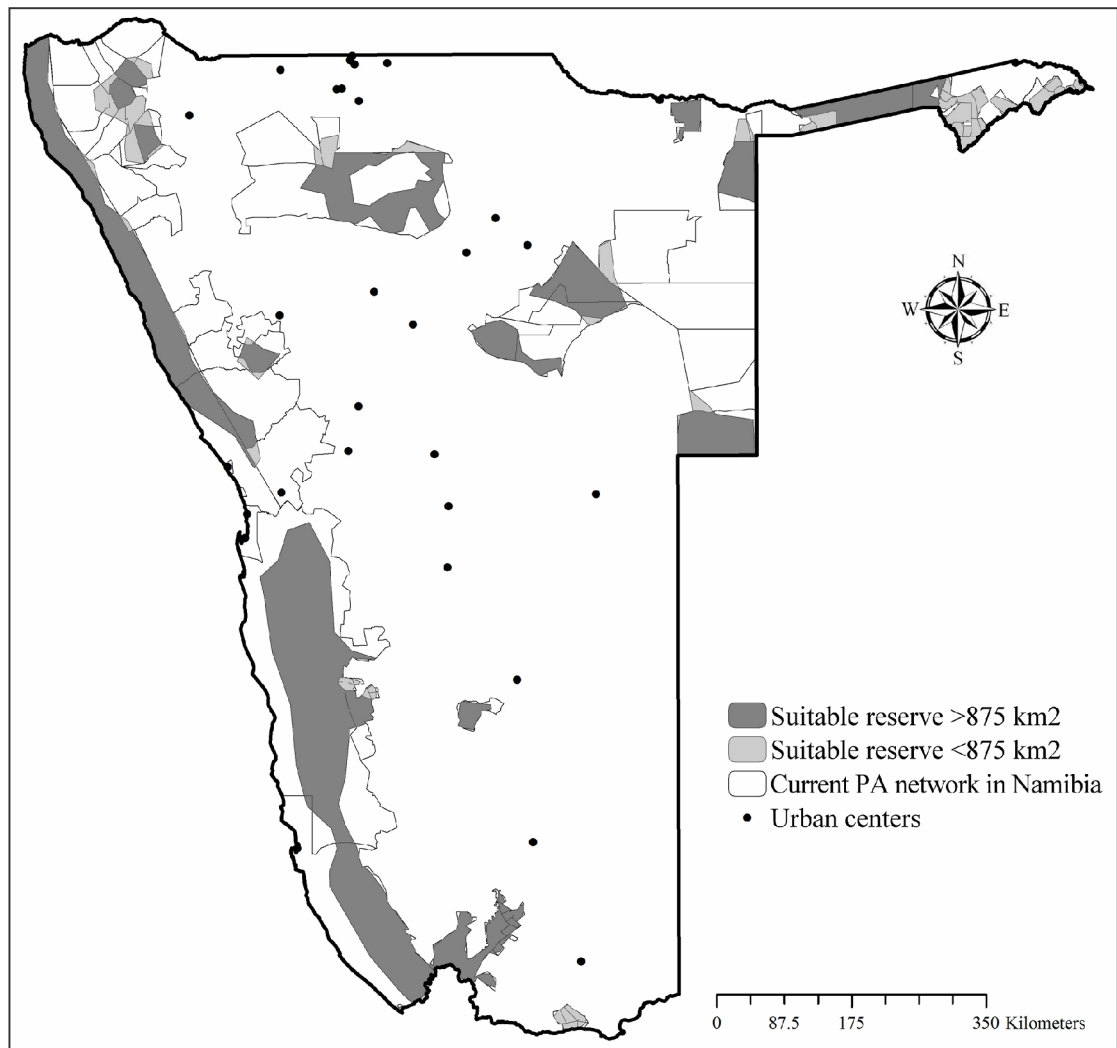 N
W E
S
Suitable reserve >875 km2
Suitable reserve <875 km2
Current PA network in Namibia
Urban centers
0 87.5 175 350 Kilometers